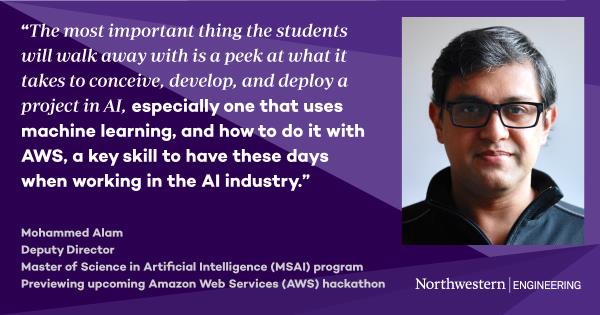 “The most important thing the students
will walk away with is a peek at what it
takes to conceive, develop, and deploy a
project in AI, especially one that uses
machine learning, and how to do it with
AWS, a key skill to have these days
when working in the AI industry.”
Mohammed Alam
Deputy Director
Master of Science in Artificial Intelligence (MSAI) program
Previewing upcoming Amazon Web Services (AWS) hackathon
Northwestern | ENGINEERING